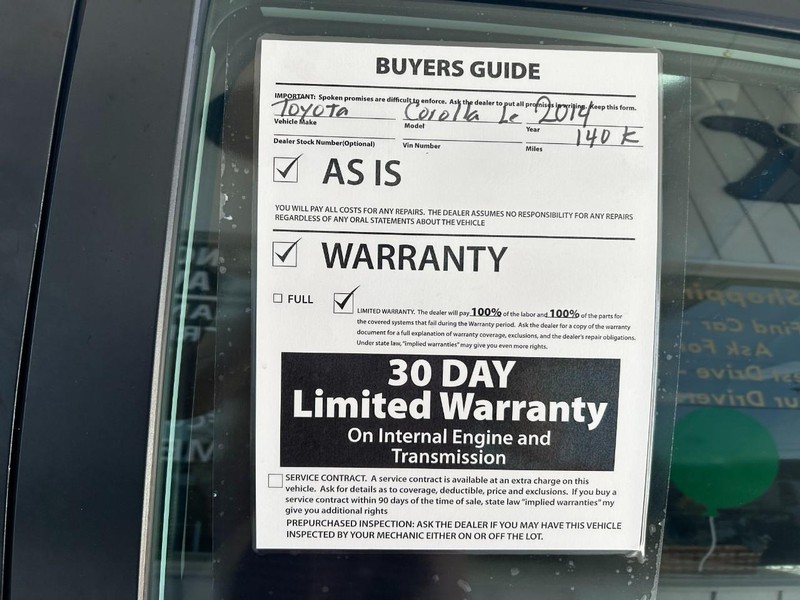 BUYERS GUIDE
IMPORTANT: Spoken promises are difficult to enforce. Ask the dealer to put all promises in writing. Keep this form.
Toyota Corolla Le 2014
Vehicle Make Model Year
140 K
Dealer Stock Number(Optional) Vin Number Miles
AS IS
YOU WILL PAY ALL COSTS FOR ANY REPAIRS. THE DEALER ASSUMES NO RESPONSIBILITY FOR ANY REPAIRS
REGARDLESS OF ANY ORAL STATEMENTS ABOUT THE VEHICLE
WARRANTY
FULL
LIMITED WARRANTY. The dealer will pay 100% of the labor and 100% of the parts for
the covered systems that fail during the Warranty period. Ask the dealer for a copy of the warranty
document for a full explanation of warranty coverage, exclusions, and the dealer's repair obligations.
Under state law, "implied warranties" may give you even more rights.
30 DAY
Limited Warranty
On Internal Engine and
Transmission
SERVICE CONTRACT. A service contract is available at an extra charge on this
vehicle. Ask for details as to coverage, deductible, price and exclusions. If you buy a
service contract within 90 days of the time of sale, state law "implied warranties" my
give you additional rights
PREPURCHASED INSPECTION: ASK THE DEALER IF YOU MAY HAVE THIS VEHICLE
INSPECTED BY YOUR MECHANIC EITHER ON OR OFF THE LOT.
Shoppin
Find Car
Ask For
Test Drive
ur Drivers